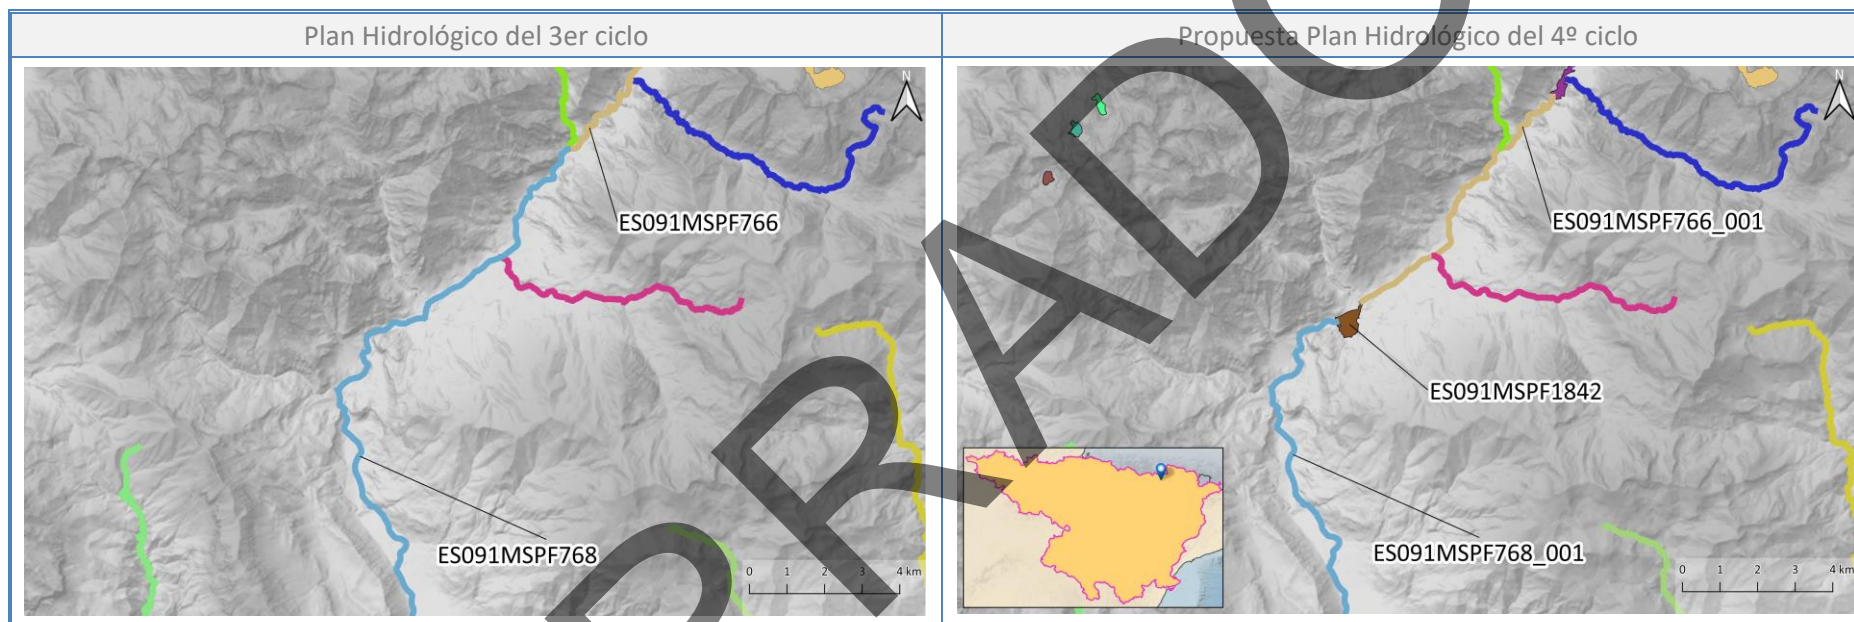 Plan Hidrológico del 3er ciclo
Propuesta Plan Hidrológico del 4º ciclo
N
ES091MSPF766
ES091MSPF768
0 1 2 3 4 km
N
ES091MSPF766_001
ES091MSPF1842
ES091MSPF768_001
0 1 2 3 4 km
RADO